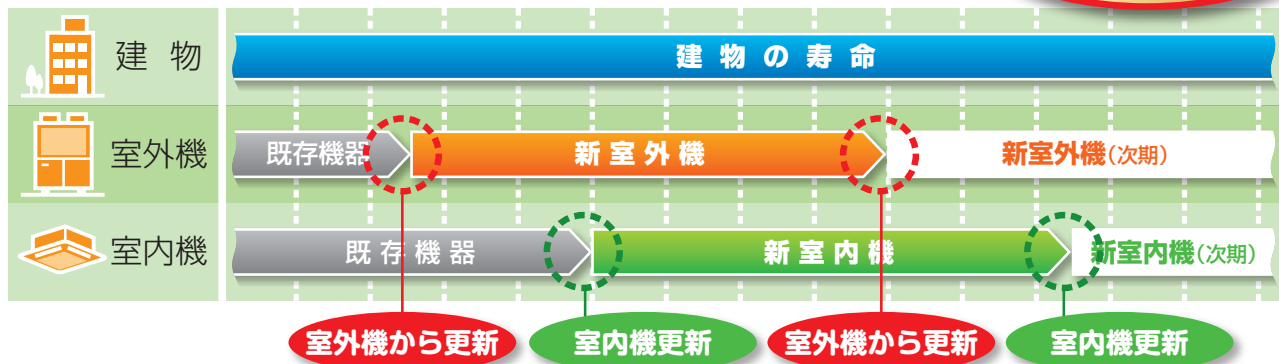 建物
建物の寿命
室外機
既存機器
新室外機
新室外機(次期)
室内機
既存機器
新室内機
新室内機(次期)
室外機から更新
室内機更新
室外機から更新
室内機更新